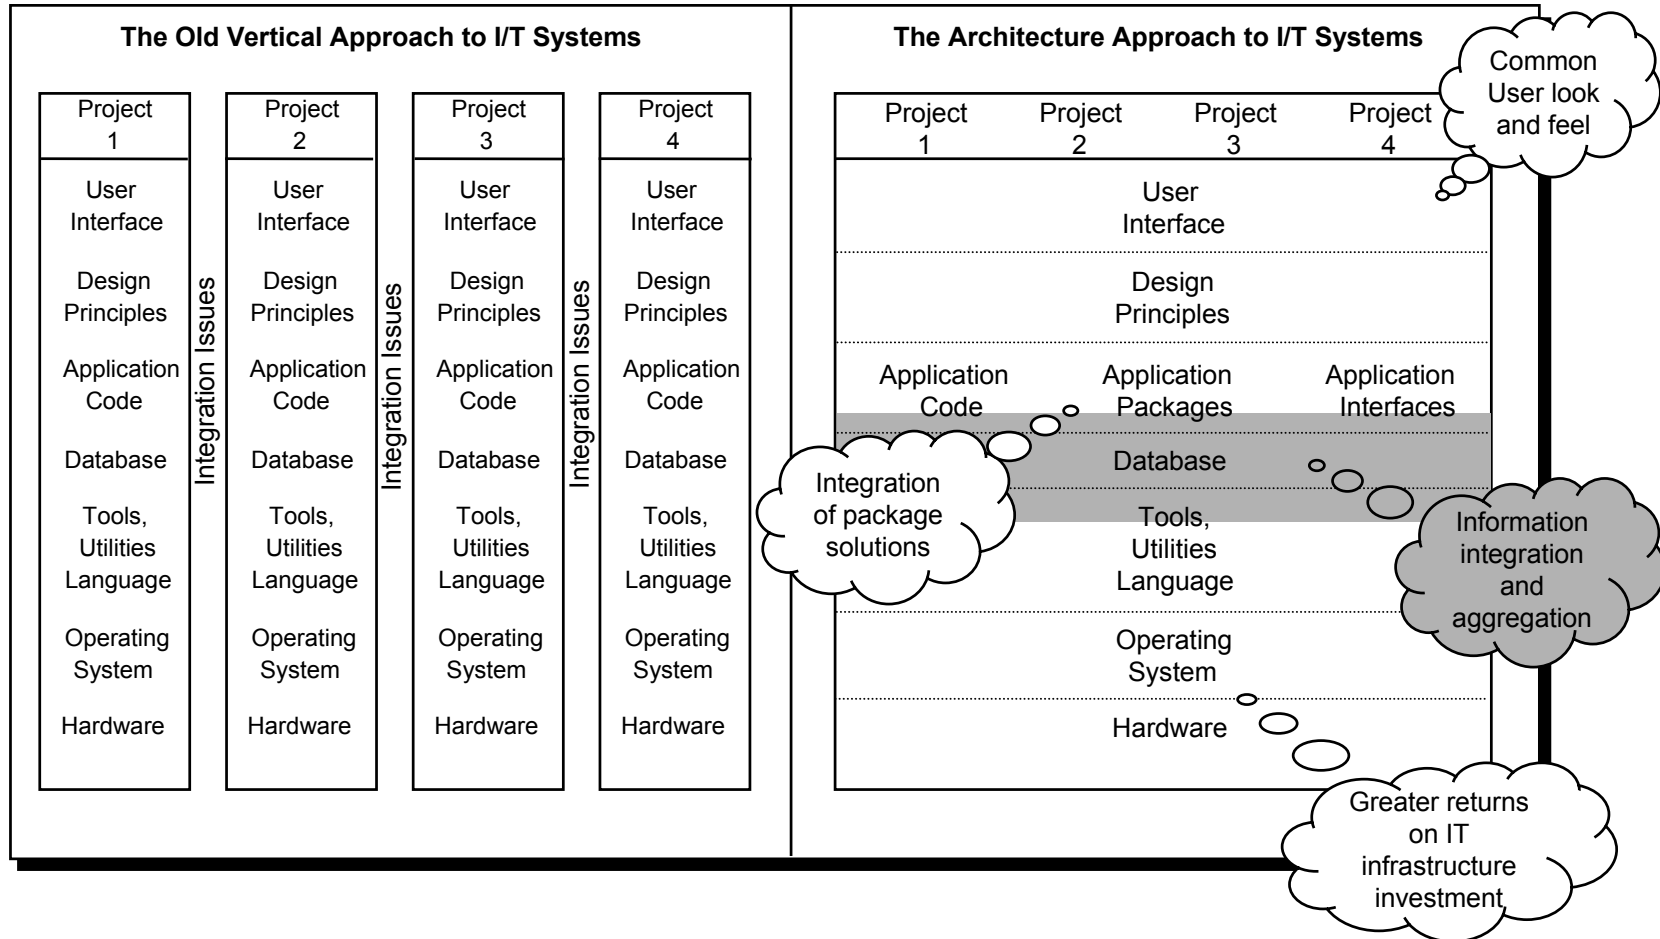 The Old Vertical Approach to I/T Systems
Project
1
User
Interface
Design
Principles
Application
Code
Database
Tools,
Utilities
Language
Operating
System
Hardware
Integration Issues
Project
2
User
Interface
Design
Principles
Application
Code
Database
Tools,
Utilities
Language
Operating
System
Hardware
Integration Issues
Project
3
User
Interface
Design
Principles
Application
Code
Database
Tools,
Utilities
Language
Operating
System
Hardware
Integration Issues
Project
4
User
Interface
Design
Principles
Application
Code
Database
Tools,
Utilities
Language
Operating
System
Hardware
The Architecture Approach to I/T Systems
Project
1
Project
2
Project
3
Project
4
Common
User look
and feel
User
Interface
Design
Principles
Application
Code
Application
Packages
Application
Interfaces
Database
Integration
of package
solutions
Tools,
Utilities
Language
Information
integration
and
aggregation
Operating
System
Hardware
Greater returns
on IT
infrastructure
investment